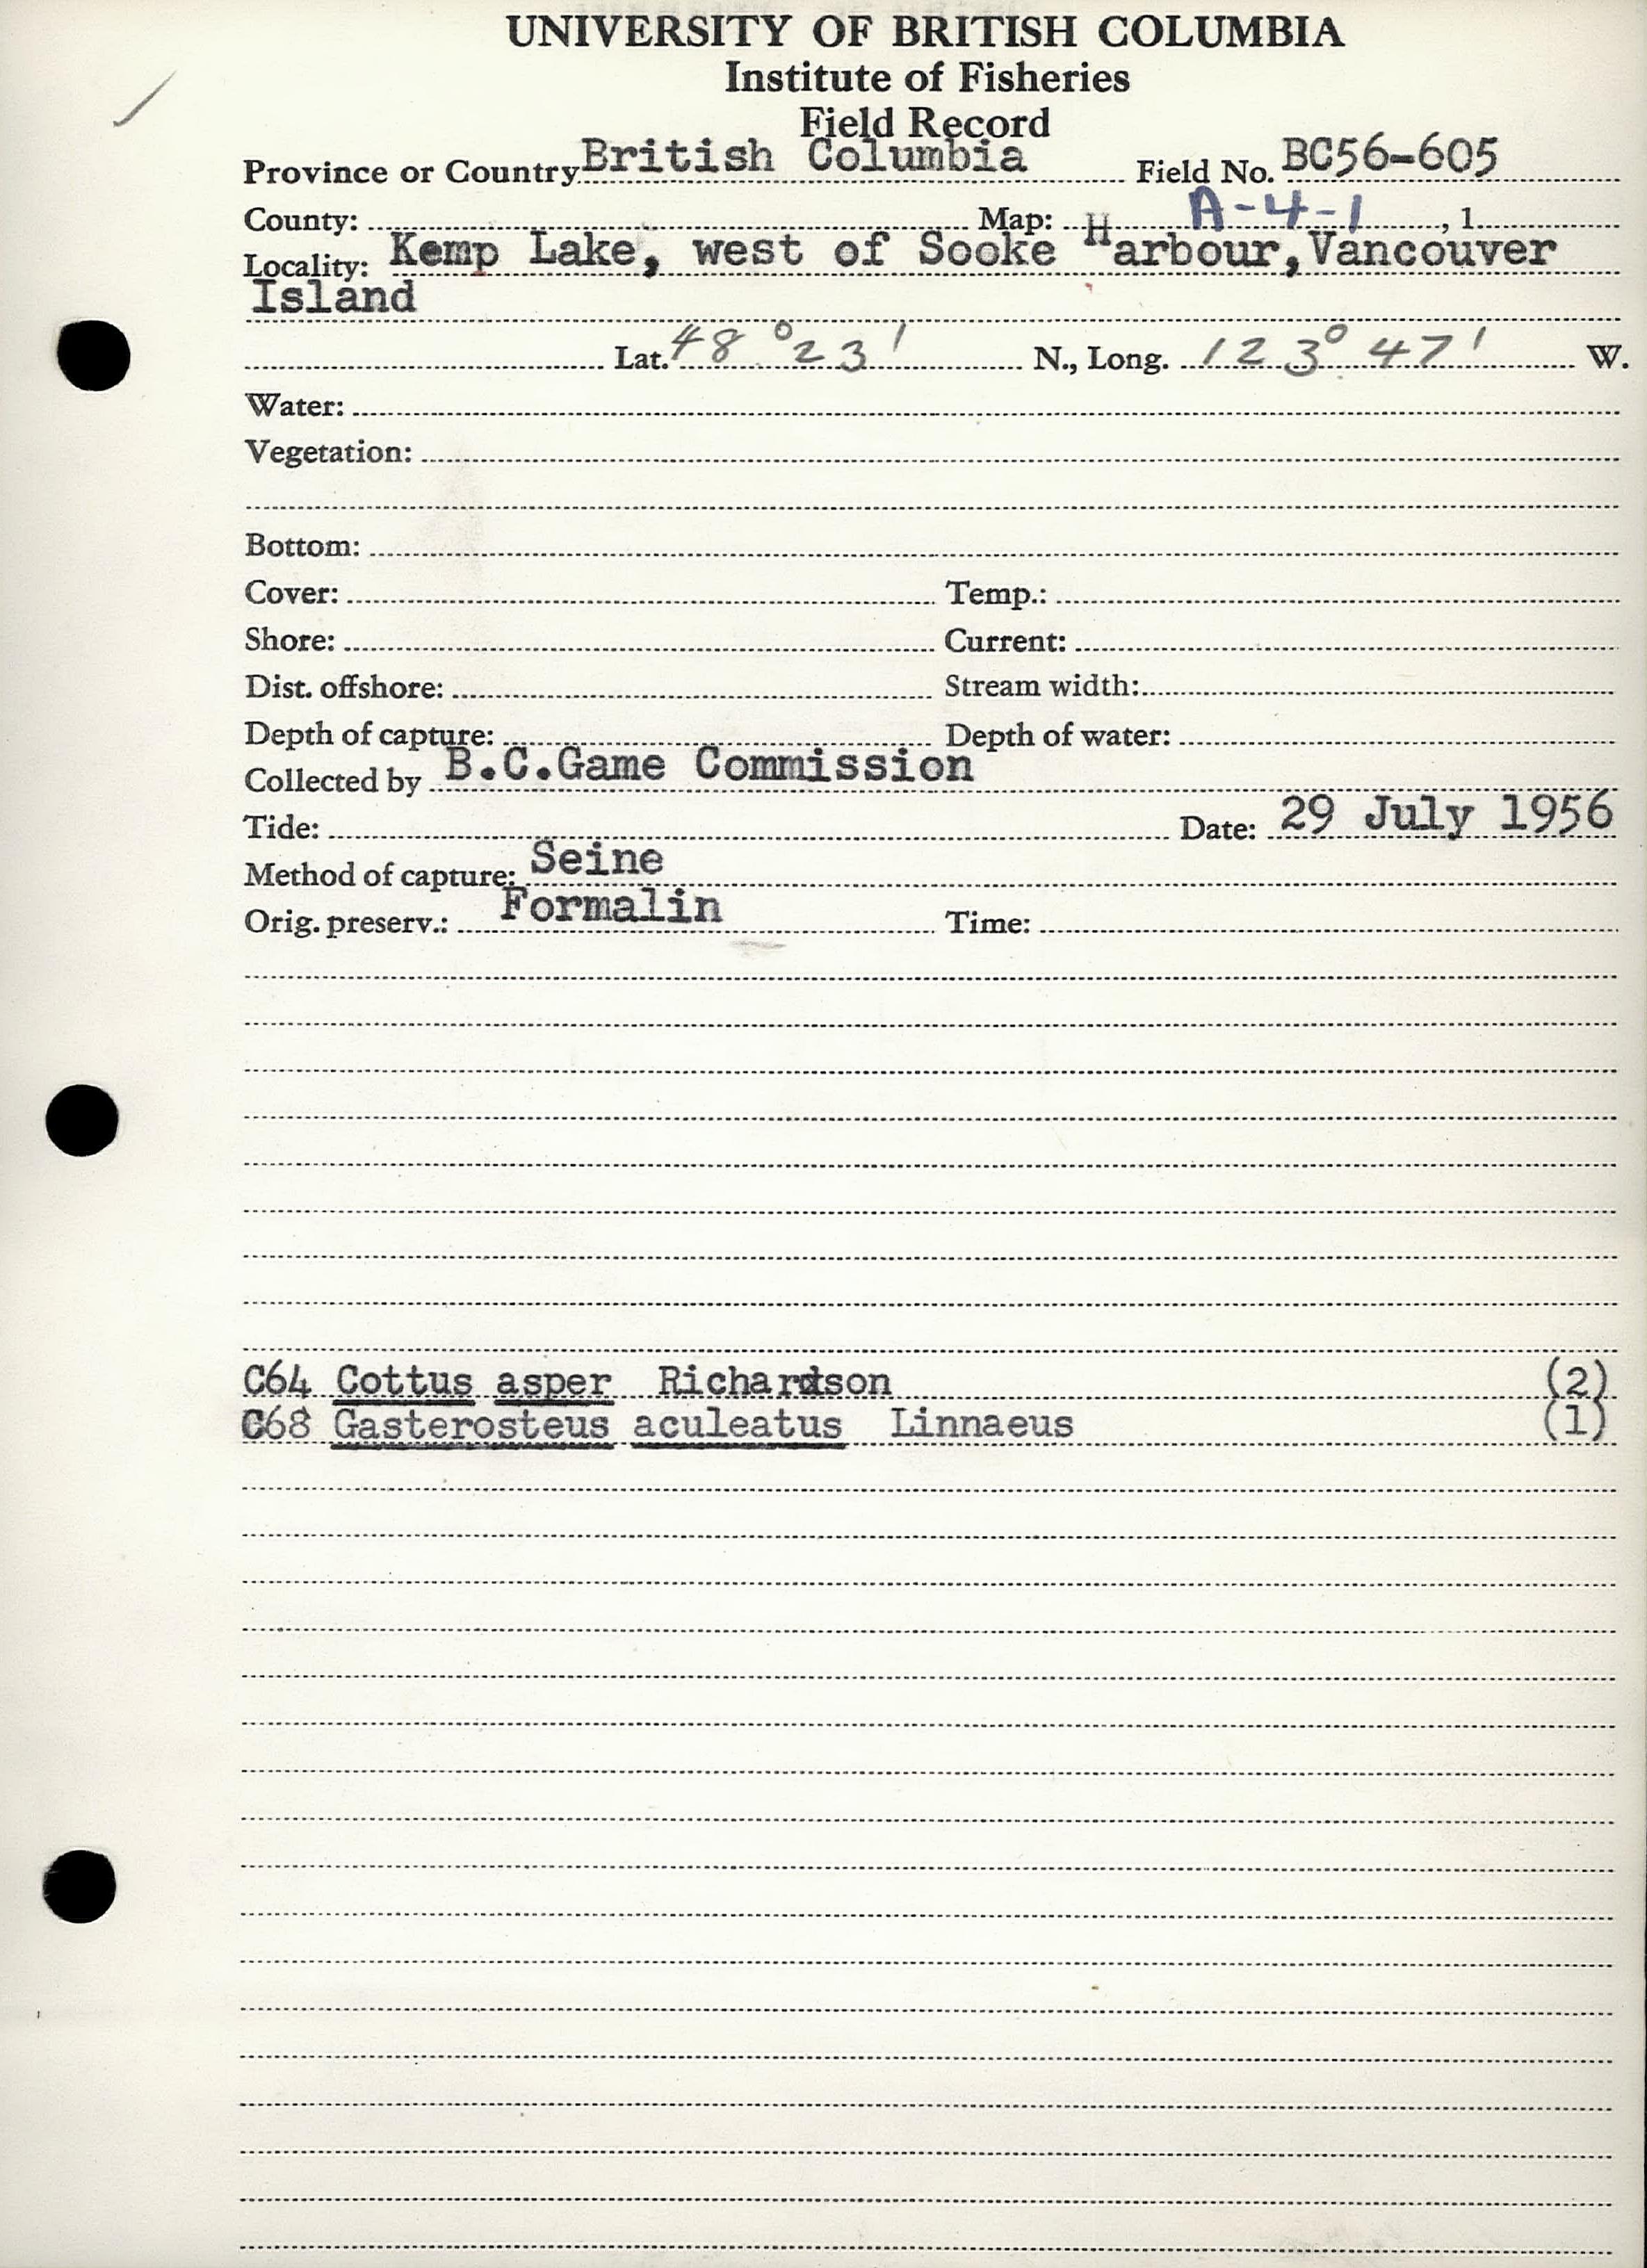 UNIVERSITY OF BRITISH COLUMBIA
Institute of Fisheries
Field Record
Province or Country British Columbia Field No. BC56-605
County: Map: A-4-1 , 1
Locality: Kemp Lake, west of Sooke Harbour, Vancouver
Island
Lat. 48°23' N., Long. 123°47' W.
Water:
Vegetation:
Bottom:
Cover: Temp.:
Shore: Current:
Dist. offshore: Stream width:
Depth of capture: Depth of water:
Collected by B.C.Game Commission
Tide: Date: 29 July 1956
Method of capture: Seine
Orig. preserv.: Formalin Time:
C64 Cottus asper Richardson (2)
C68 Gasterosteus aculeatus Linnaeus (1)